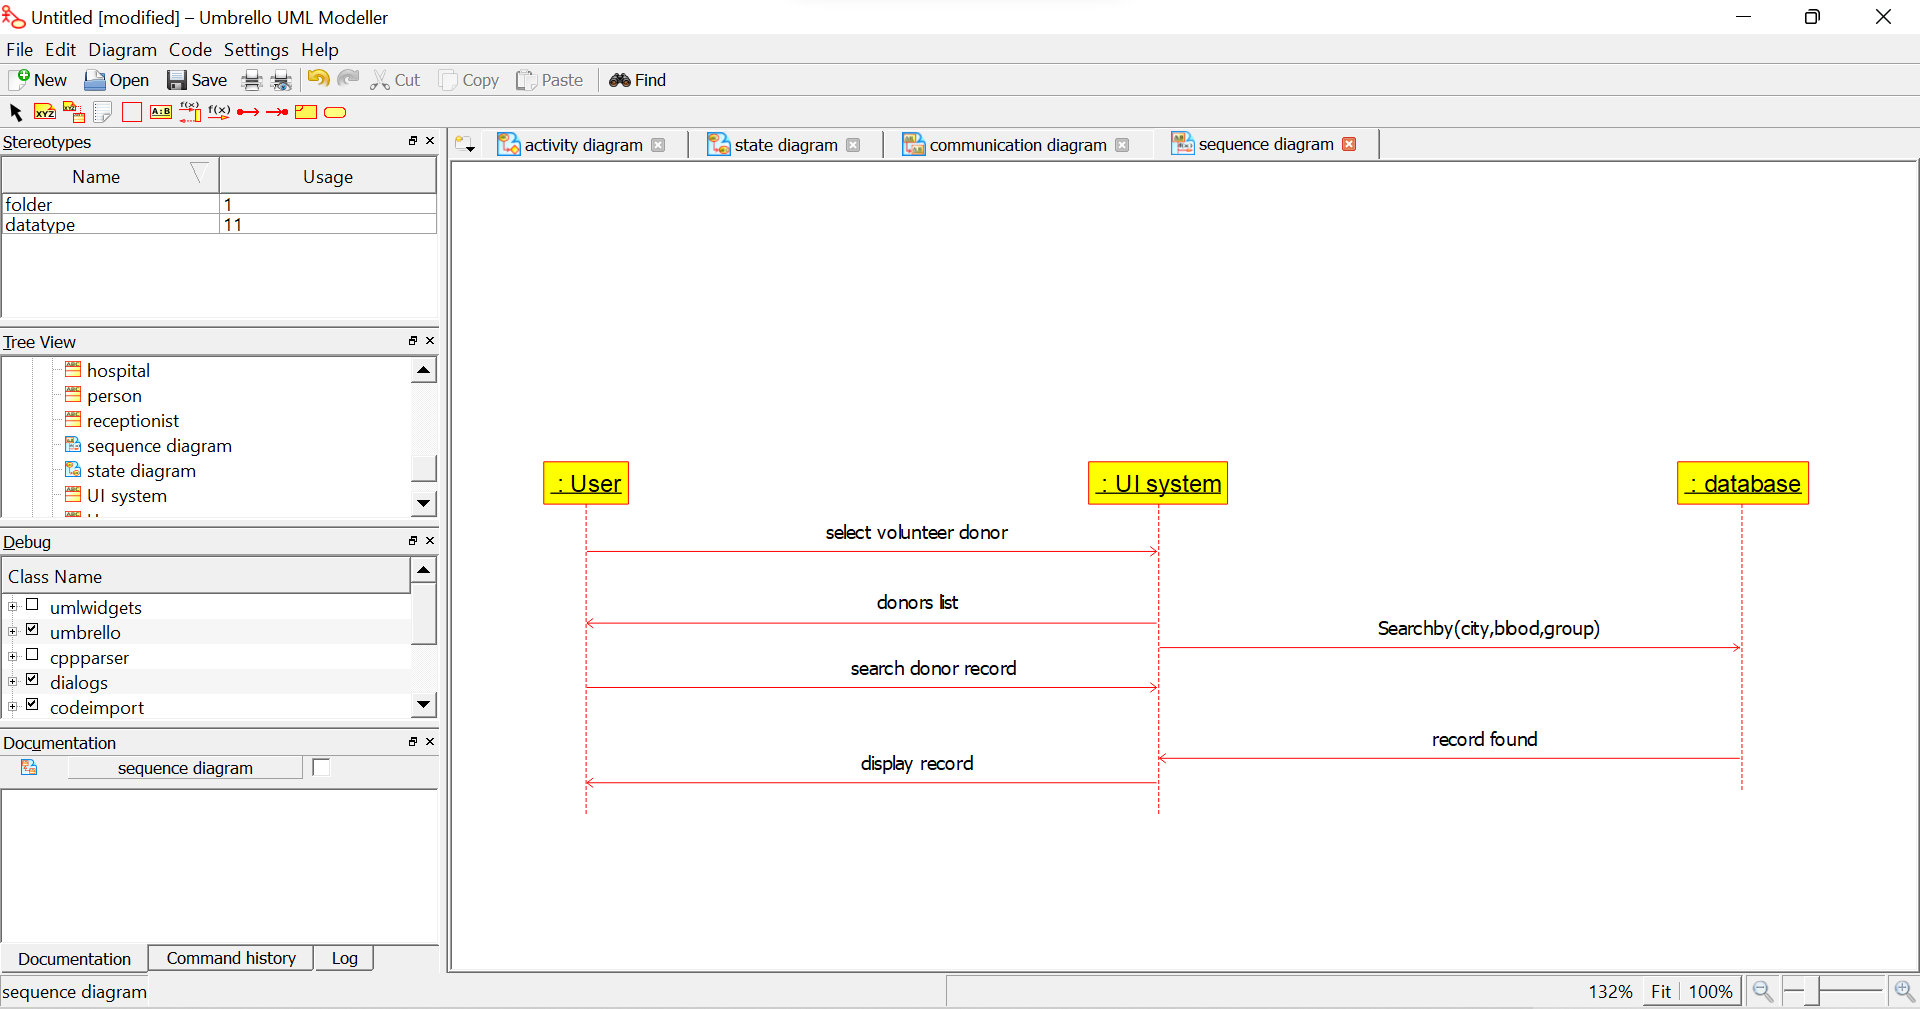 Untitled [modified] – Umbrello UML Modeller
File Edit Diagram Code Settings Help
New Open Save Cut Copy Paste Find
XYZ XYZ A:B f(x) f(x)
Stereotypes
activity diagram state diagram communication diagram sequence diagram
Name Usage
folder 1
datatype 11
Tree View
hospital
person
receptionist
sequence diagram
state diagram
UI system
: User : UI system : database
select volunteer donor
donors list
Searchby(city,blood,group)
search donor record
record found
display record
Debug
Class Name
umlwidgets
umbrello
cppparser
dialogs
codeimport
Documentation
sequence diagram
Documentation Command history Log
sequence diagram 132% Fit 100%